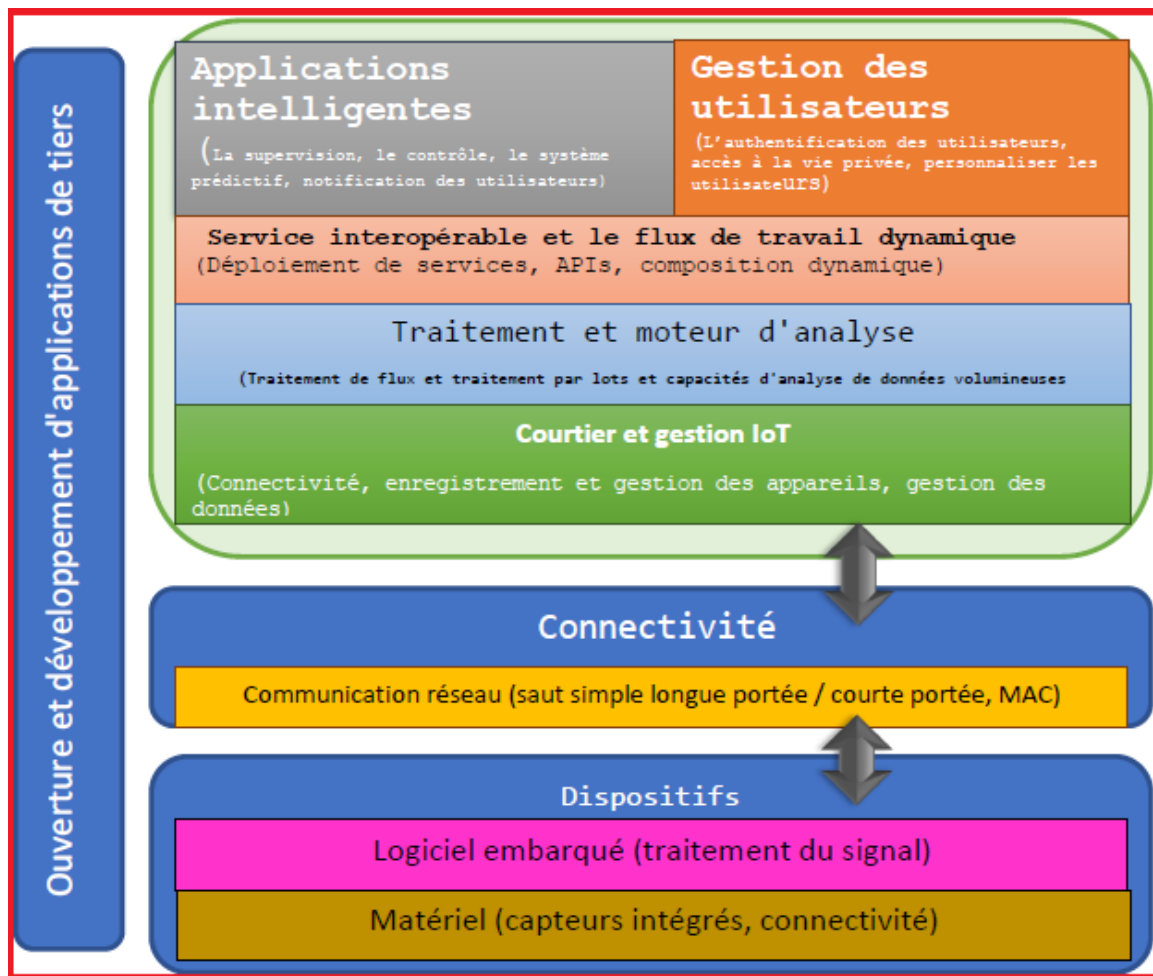 Ouverture et développement d'applications de tiers
Applications
intelligentes
(La supervision, le contrôle, le système
prédictif, notification des utilisateurs)
Gestion des
utilisateurs
(L'authentification des utilisateurs,
accès à la vie privée, personnaliser les
utilisateurs)
Service interopérable et le flux de travail dynamique
(Déploiement de services, APIs, composition dynamique)
Traitement et moteur d'analyse
(Traitement de flux et traitement par lots et capacités d'analyse de données volumineuses
Courtier et gestion IoT
(Connectivité, enregistrement et gestion des appareils, gestion des
données)
Connectivité
Communication réseau (saut simple longue portée / courte portée, MAC)
Dispositifs
Logiciel embarqué (traitement du signal)
Matériel (capteurs intégrés, connectivité)